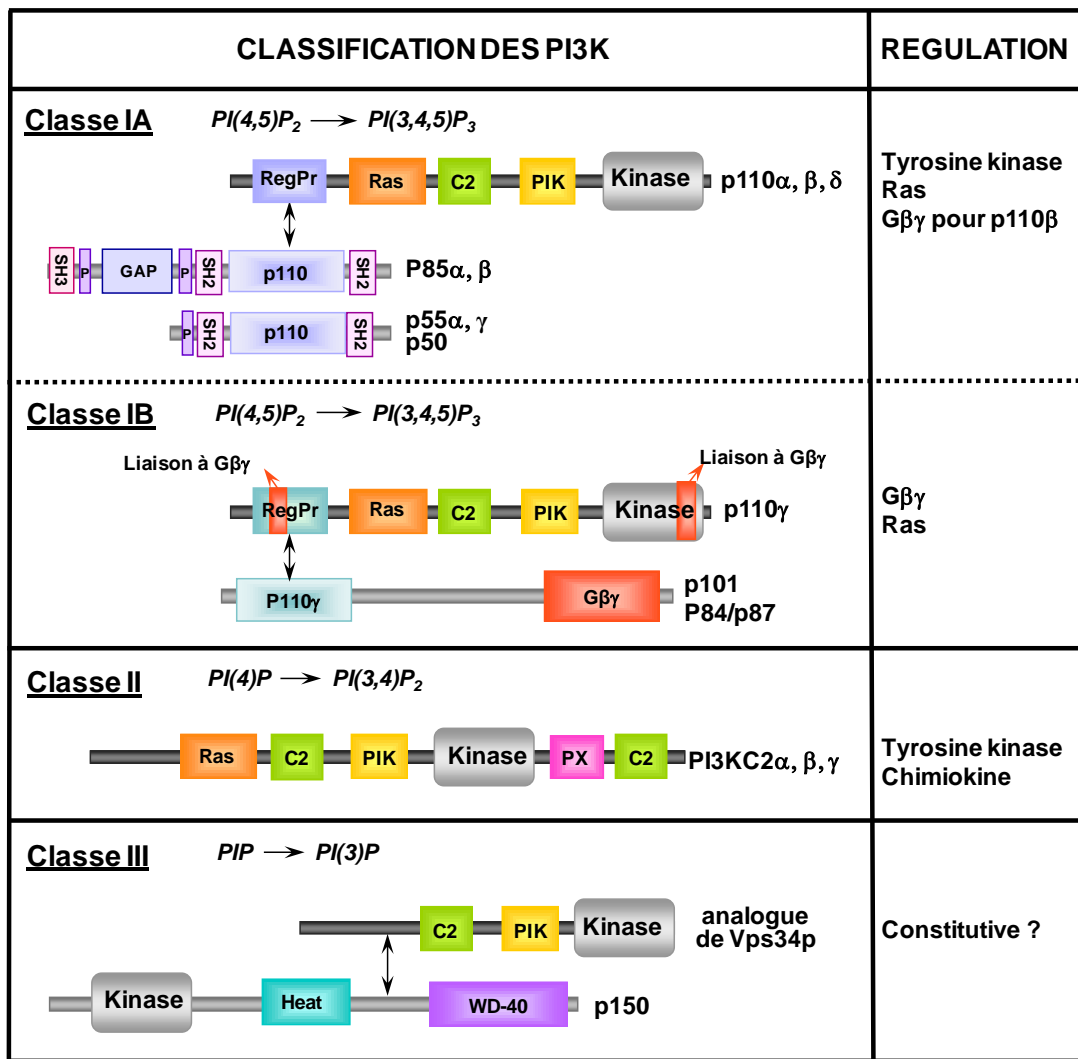 CLASSIFICATION DES PI3K
REGULATION
Classe IA
PI(4,5)P2 → PI(3,4,5)P3
RegPr
Ras
C2
PIK
Kinase
p110α, β, δ
Tyrosine kinase
Ras
Gβγ pour p110β
SH3
P
GAP
P
SH2
p110
SH2
P85α, β
P
SH2
p110
SH2
p55α, γ
p50
Classe IB
PI(4,5)P2 → PI(3,4,5)P3
Liaison à Gβγ
Liaison à Gβγ
RegPr
Ras
C2
PIK
Kinase
p110γ
Gβγ
Ras
P110γ
Gβγ
p101
P84/p87
Classe II
PI(4)P → PI(3,4)P2
Ras
C2
PIK
Kinase
PX
C2
PI3KC2α, β, γ
Tyrosine kinase
Chimiokine
Classe III
PIP → PI(3)P
C2
PIK
Kinase
analogue
de Vps34p
Constitutive ?
Kinase
Heat
WD-40
p150